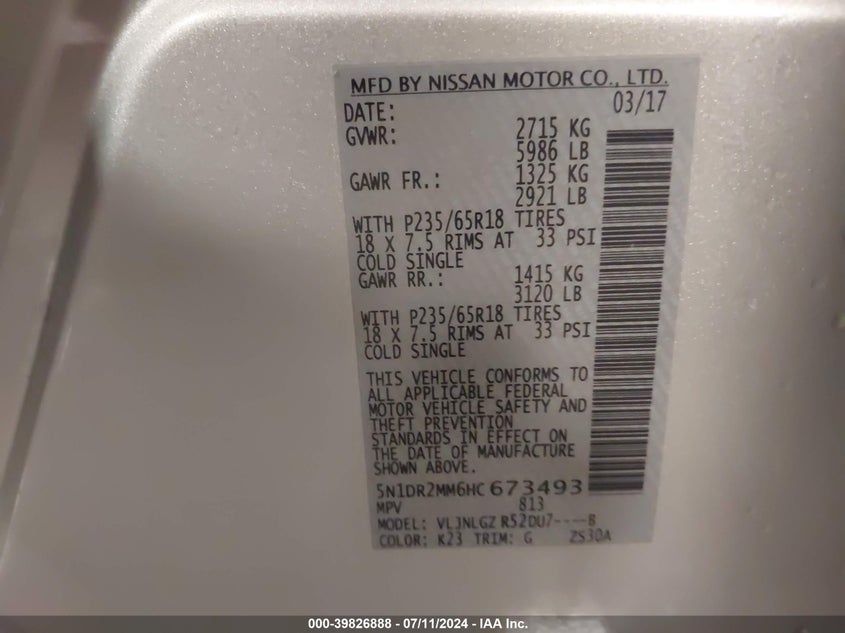 MFD BY NISSAN MOTOR CO., LTD.
DATE: 03/17
GVWR: 2715 KG
5986 LB
GAWR FR.: 1325 KG
2921 LB
WITH P235/65R18 TIRES
18 X 7.5 RIMS AT 33 PSI
COLD SINGLE
GAWR RR.: 1415 KG
3120 LB
WITH P235/65R18 TIRES
18 X 7.5 RIMS AT 33 PSI
COLD SINGLE
THIS VEHICLE CONFORMS TO
ALL APPLICABLE FEDERAL
MOTOR VEHICLE SAFETY AND
THEFT PREVENTION
STANDARDS IN EFFECT ON
THE DATE OF MANUFACTURE
SHOWN ABOVE.
5N1DR2MM6HC 673493
MPV 813
MODEL: VLJNLGZ R52DU7----B
COLOR: K23 TRIM: G ZS30A
000-39826888 - 07/11/2024 - IAA Inc.